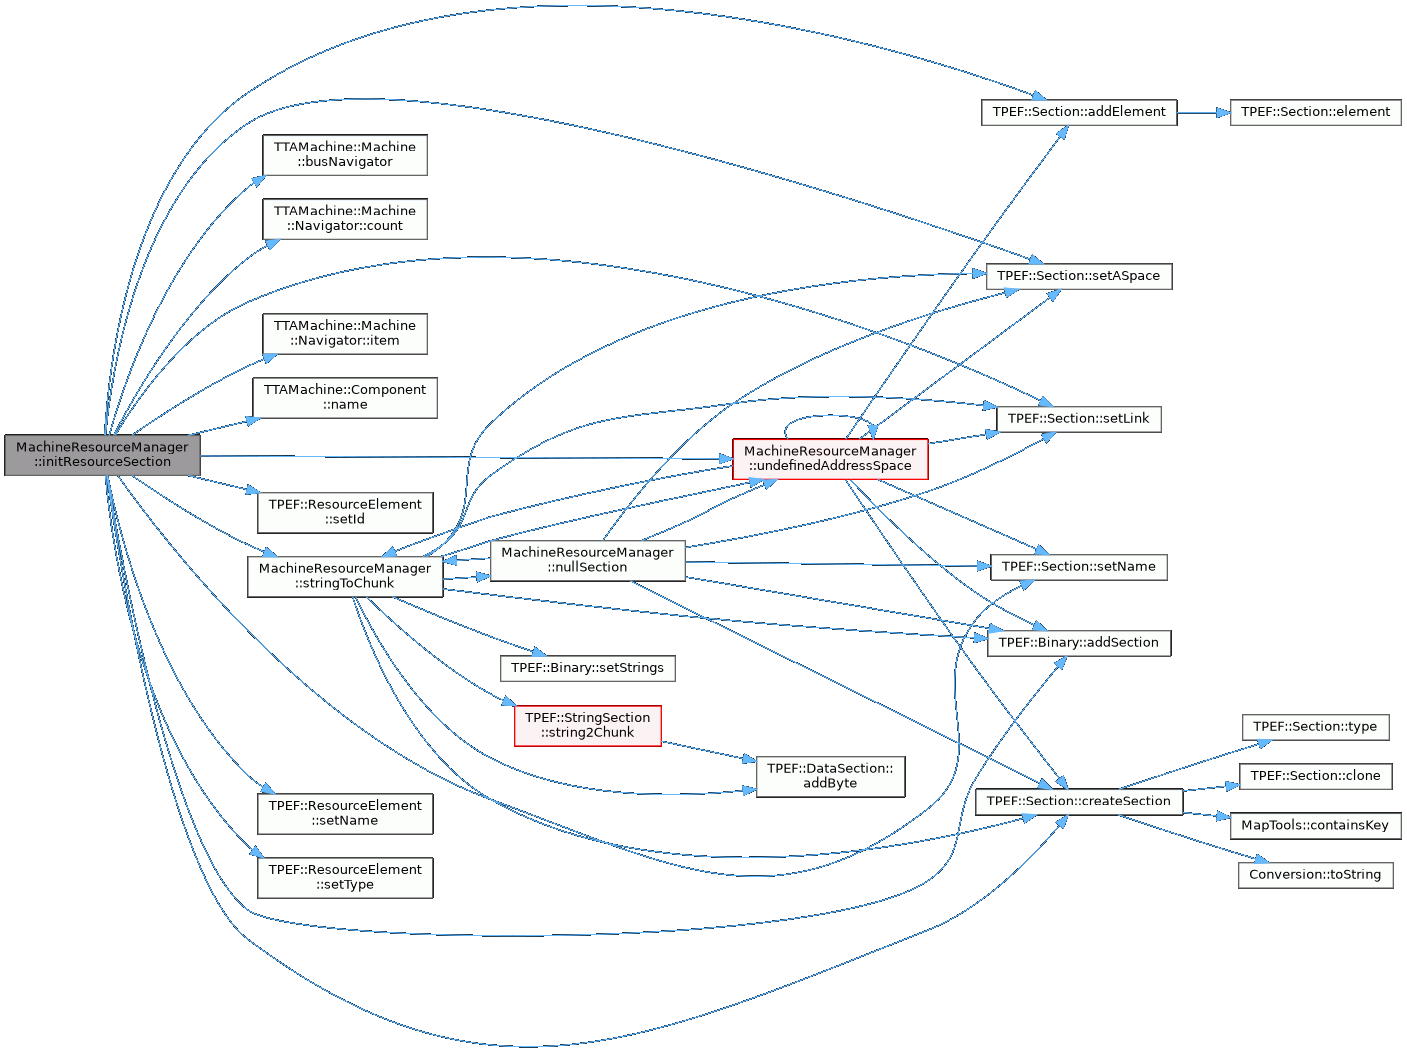 TPEF::Section::addElement
TPEF::Section::element
TTAMachine::Machine
::busNavigator
TTAMachine::Machine
::Navigator::count
TPEF::Section::setASpace
TTAMachine::Machine
::Navigator::item
TTAMachine::Component
::name
TPEF::Section::setLink
MachineResourceManager
::initResourceSection
MachineResourceManager
::undefinedAddressSpace
TPEF::ResourceElement
::setId
MachineResourceManager
::stringToChunk
MachineResourceManager
::nullSection
TPEF::Section::setName
TPEF::Binary::addSection
TPEF::Binary::setStrings
TPEF::StringSection
::string2Chunk
TPEF::Section::type
TPEF::DataSection::
addByte
TPEF::Section::clone
TPEF::ResourceElement
::setName
TPEF::Section::createSection
MapTools::containsKey
TPEF::ResourceElement
::setType
Conversion::toString